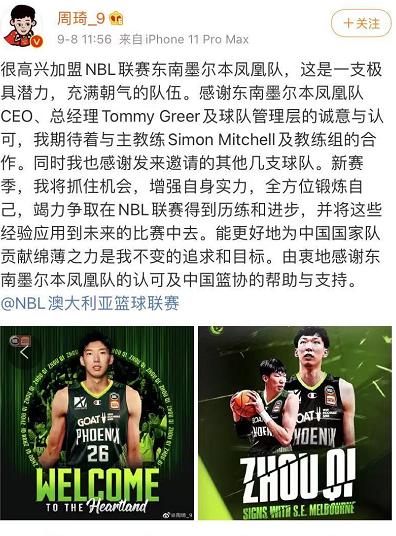 周琦_9
9-8 11:56 来自iPhone 11 Pro Max
+关注
很高兴加盟NBL联赛东南墨尔本凤凰队，这是一支极
具潜力，充满朝气的队伍。感谢东南墨尔本凤凰队
CEO、总经理Tommy Greer及球队管理层的诚意与认
可，我期待着与主教练Simon Mitchell及教练组的合
作。同时我也感谢发来邀请的其他几支球队。新赛
季，我将抓住机会，增强自身实力，全方位锻炼自
己，竭力争取在NBL联赛得到历练和进步，并将这些
经验应用到未来的比赛中去。能更好地为中国国家队
贡献绵薄之力是我不变的追求和目标。由衷地感谢东
南墨尔本凤凰队的认可及中国篮协的帮助与支持。
@NBL澳大利亚篮球联赛
ZHOU QI
GOAT
PHOENIX
26
WELCOME
TO THE Heartland
@周琦_9
GOAT
PHOENIX
ZHOU QI
SIGNS WITH S.E. MELBOURNE